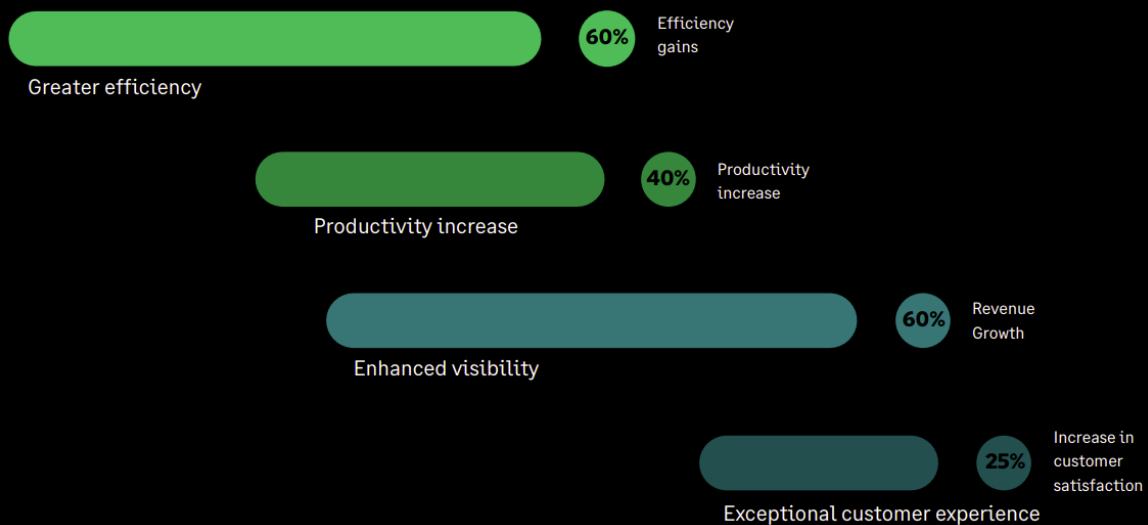 60%
Efficiency
gains
Greater efficiency
40%
Productivity
increase
Productivity increase
60%
Revenue
Growth
Enhanced visibility
25%
Increase in
customer
satisfaction
Exceptional customer experience